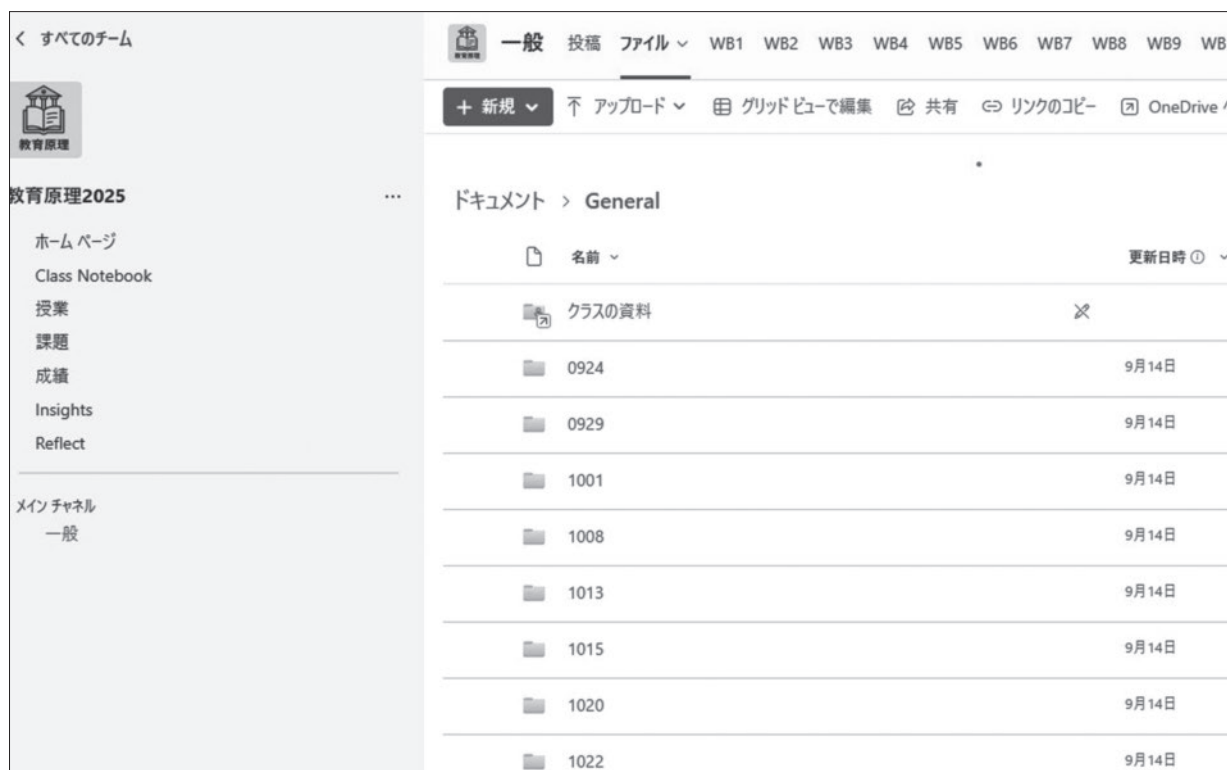 すべてのチーム
教育原理
教育原理2025 ...
ホーム ページ
Class Notebook
授業
課題
成績
Insights
Reflect
メイン チャネル
一般
教育原理
一般 投稿 ファイル WB1 WB2 WB3 WB4 WB5 WB6 WB7 WB8 WB9 WB
+ 新規 アップロード グリッド ビューで編集 共有 リンクのコピー OneDrive
ドキュメント > General
名前 更新日時
クラスの資料
0924 9月14日
0929 9月14日
1001 9月14日
1008 9月14日
1013 9月14日
1015 9月14日
1020 9月14日
1022 9月14日